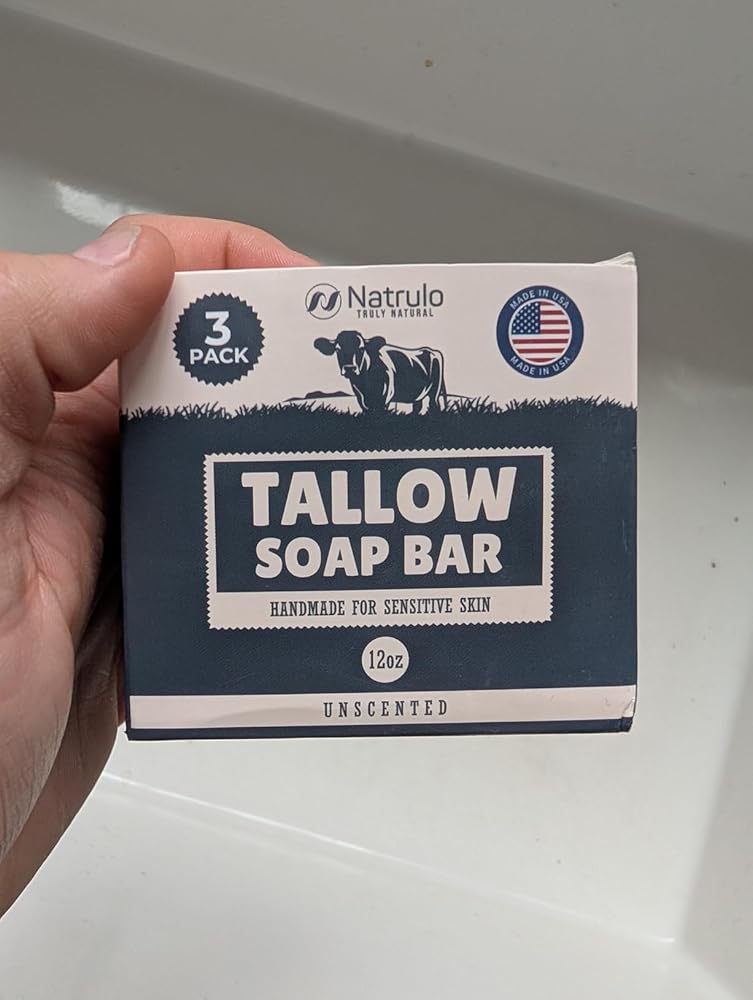 3
PACK
Natrulo
TRULY NATURAL
MADE IN USA
MADE IN USA
TALLOW
SOAP BAR
HANDMADE FOR SENSITIVE SKIN
12oz
UNSCENTED